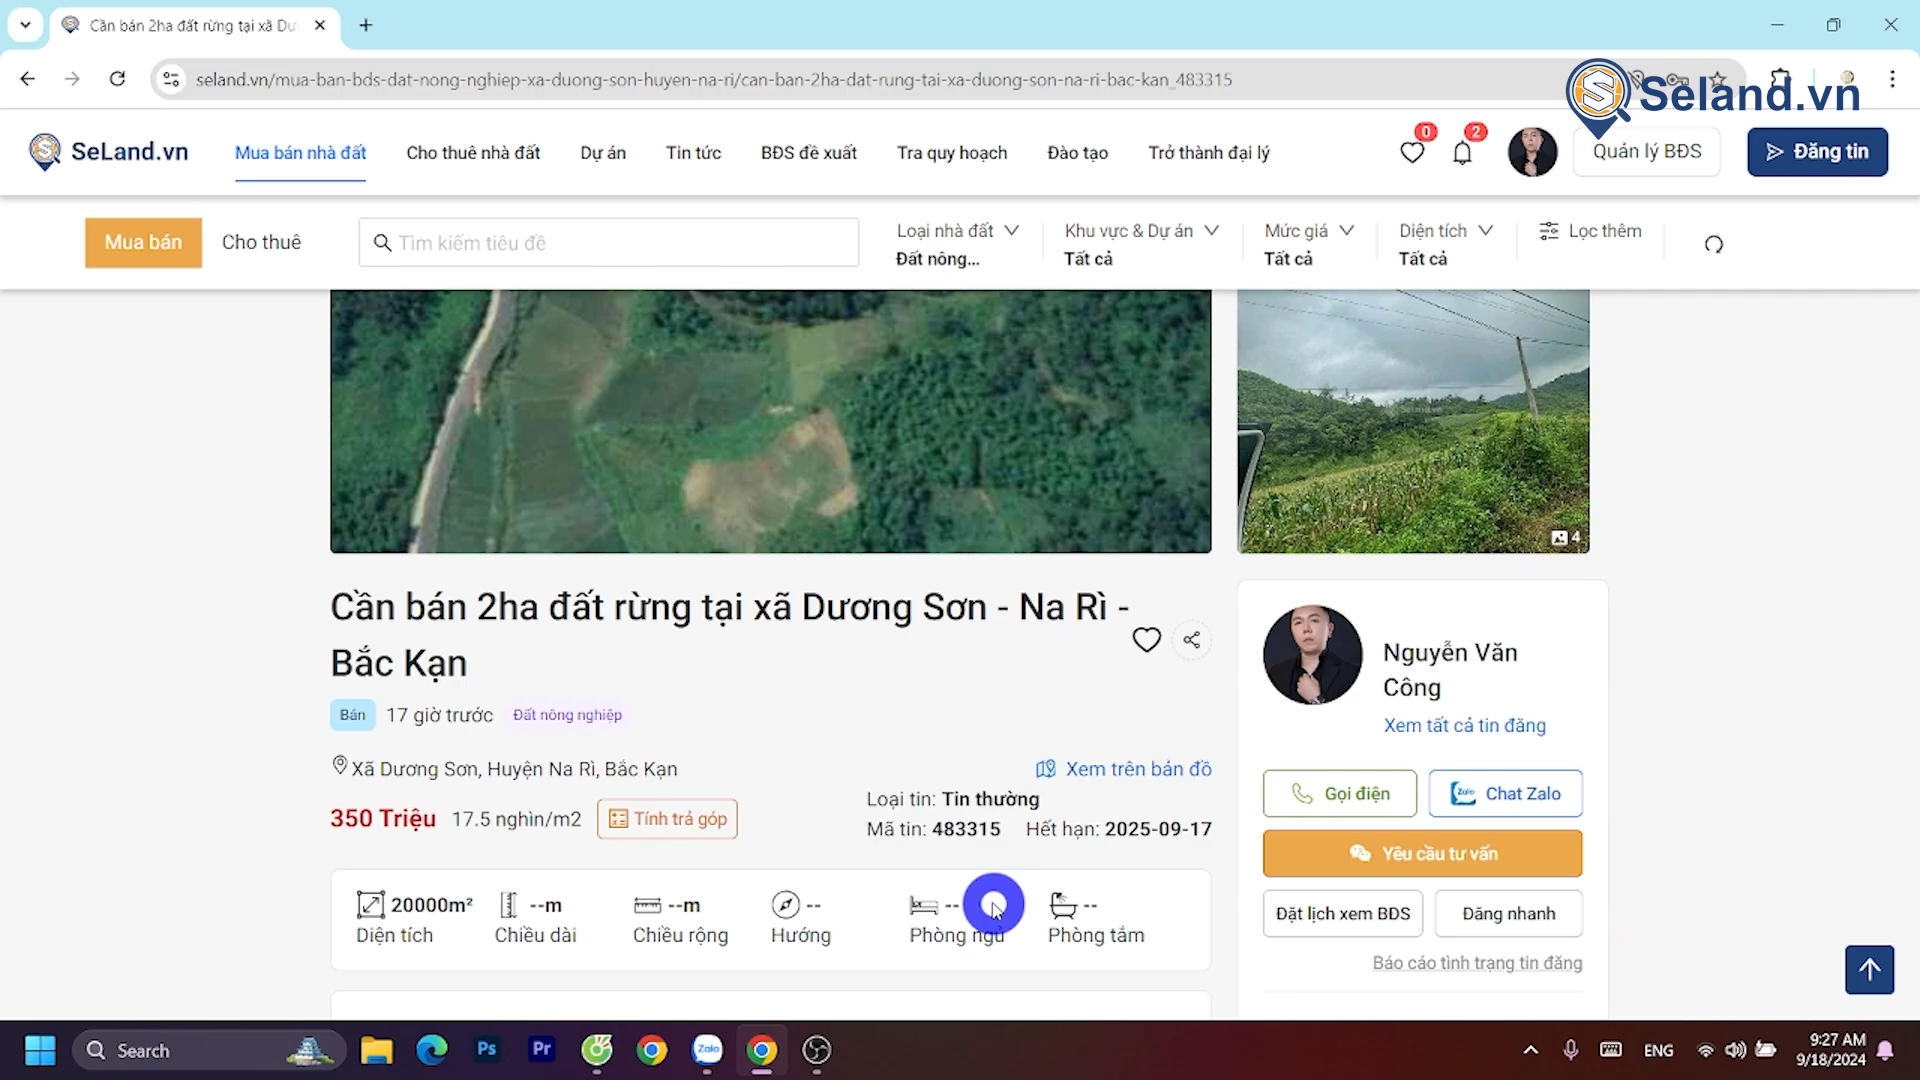 Cần bán 2ha đất rừng tại xã Dư
seland.vn/mua-ban-bds-dat-nong-nghiep-xa-duong-son-huyen-na-ri/can-ban-2ha-dat-rung-tai-xa-duong-son-na-ri-bac-kan_483315
Seland.vn
SeLand.vn
Mua bán nhà đất
Cho thuê nhà đất
Dự án
Tin tức
BĐS đề xuất
Tra quy hoạch
Đào tạo
Trở thành đại lý
0
2
Quản lý BĐS
Đăng tin
Mua bán
Cho thuê
Tìm kiếm tiêu đề
Loại nhà đất
Đất nông...
Khu vực & Dự án
Tất cả
Mức giá
Tất cả
Diện tích
Tất cả
Lọc thêm
SeLand.vn
4
Cần bán 2ha đất rừng tại xã Dương Sơn - Na Rì -
Bắc Kạn
Bán
17 giờ trước
Đất nông nghiệp
Xã Dương Sơn, Huyện Na Rì, Bắc Kạn
Xem trên bản đồ
350 Triệu
17.5 nghìn/m2
Tính trả góp
Loại tin: Tin thường
Mã tin: 483315 Hết hạn: 2025-09-17
20000m²
Diện tích
--m
Chiều dài
--m
Chiều rộng
--
Hướng
--
Phòng ngủ
--
Phòng tắm
Nguyễn Văn
Công
Xem tất cả tin đăng
Gọi điện
Zalo
Chat Zalo
Yêu cầu tư vấn
Đặt lịch xem BĐS
Đăng nhanh
Báo cáo tình trạng tin đăng
Search
Ps
Pr
Zalo
ENG
9:27 AM
9/18/2024